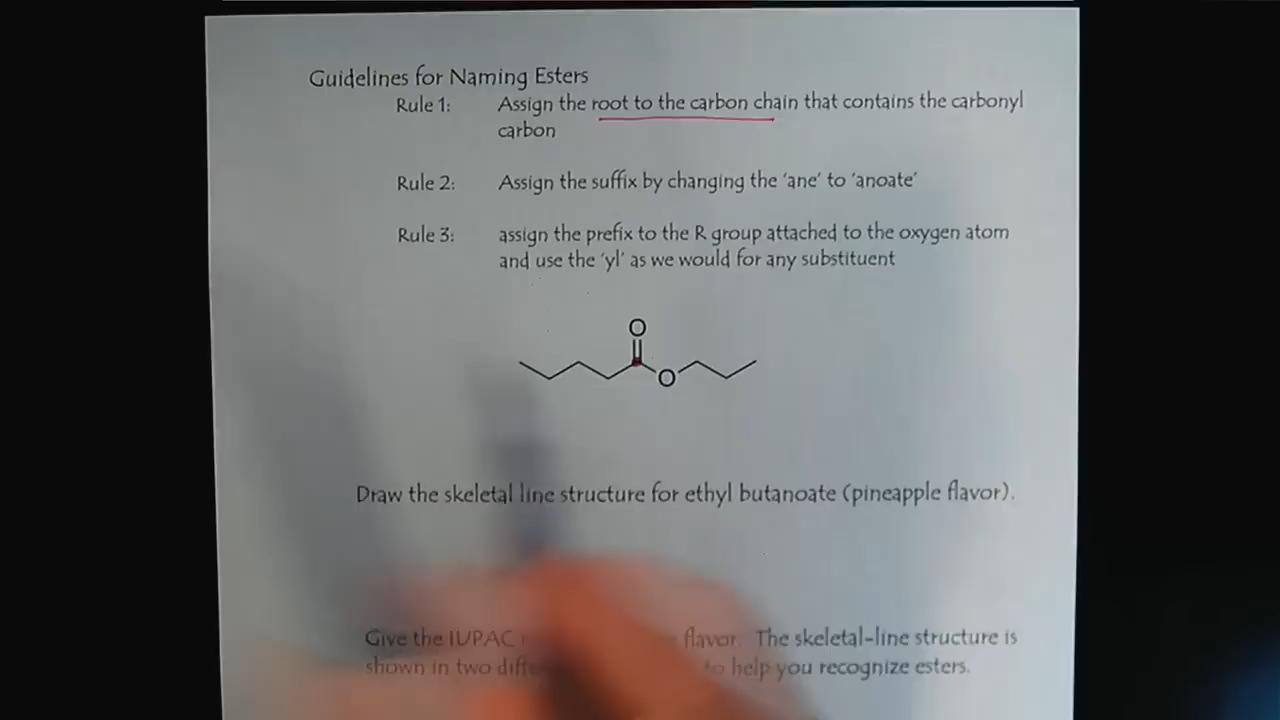 Guidelines for Naming Esters
Rule 1: Assign the root to the carbon chain that contains the carbonyl
carbon
Rule 2: Assign the suffix by changing the 'ane' to 'anoate'
Rule 3: assign the prefix to the R group attached to the oxygen atom
and use the 'yl' as we would for any substituent
O
O
Draw the skeletal line structure for ethyl butanoate (pineapple flavor).
Give the IUPAC flavor. The skeletal-line structure is
shown in two to help you recognize esters.